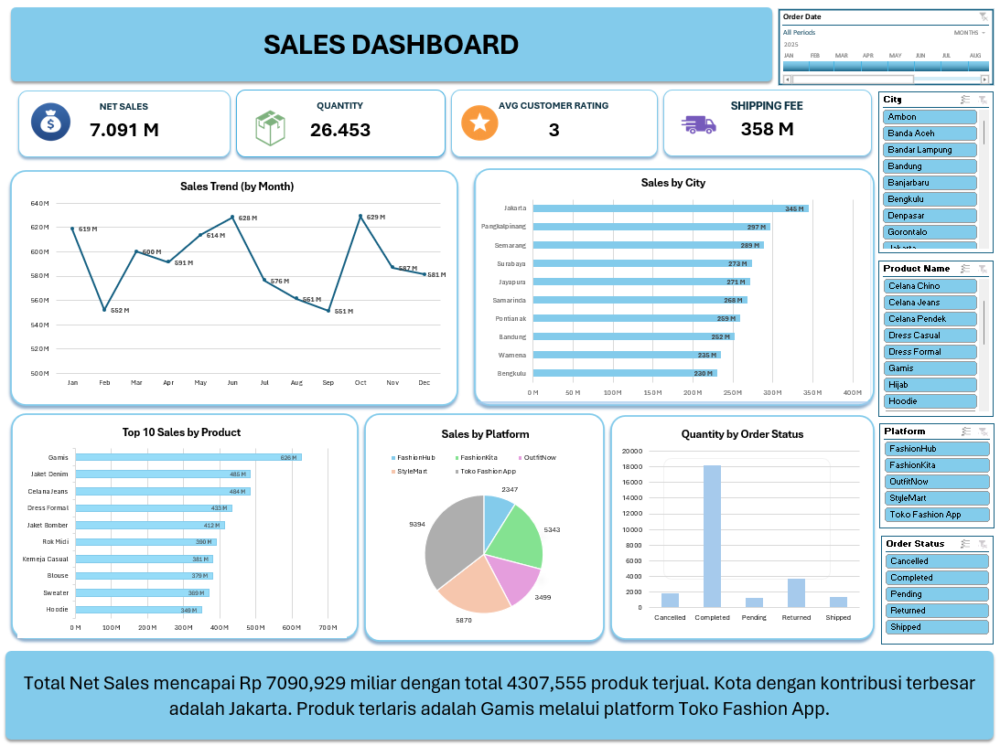 SALES DASHBOARD
Order Date
All Periods
MONTHS
2025
JAN FEB MAR APR MAY JUN JUL AUG
NET SALES
7.091 M
QUANTITY
26.453
AVG CUSTOMER RATING
3
SHIPPING FEE
358 M
City
Ambon
Banda Aceh
Bandar Lampung
Bandung
Banjarbaru
Bengkulu
Denpasar
Gorontalo
Jakarta
Sales Trend (by Month)
640 M
620 M
600 M
580 M
560 M
540 M
520 M
500 M
619 M
552 M
600 M
591 M
614 M
628 M
576 M
561 M
551 M
629 M
587 M
581 M
Jan Feb Mar Apr May Jun Jul Aug Sep Oct Nov Dec
Sales by City
Jakarta 345 M
Pangkalpinang 297 M
Semarang 289 M
Surabaya 273 M
Jayapura 271 M
Samarinda 268 M
Pontianak 259 M
Bandung 252 M
Wamena 235 M
Bengkulu 230 M
0 M 50 M 100 M 150 M 200 M 250 M 300 M 350 M 400 M
Product Name
Celana Chino
Celana Jeans
Celana Pendek
Dress Casual
Dress Formal
Gamis
Hijab
Hoodie
Top 10 Sales by Product
Gamis 626 M
Jaket Denim 485 M
Celana Jeans 484 M
Dress Formal 433 M
Jaket Bomber 412 M
Rok Midi 390 M
Kemeja Casual 381 M
Blouse 379 M
Sweater 369 M
Hoodie 349 M
0 M 100 M 200 M 300 M 400 M 500 M 600 M 700 M
Sales by Platform
FashionHub FashionKita OutfitNow
StyleMart Toko Fashion App
2347
5343
3499
5870
9394
Quantity by Order Status
20000
18000
16000
14000
12000
10000
8000
6000
4000
2000
0
Cancelled Completed Pending Returned Shipped
Platform
FashionHub
FashionKita
OutfitNow
StyleMart
Toko Fashion App
Order Status
Cancelled
Completed
Pending
Returned
Shipped
Total Net Sales mencapai Rp 7090,929 miliar dengan total 4307,555 produk terjual. Kota dengan kontribusi terbesar
adalah Jakarta. Produk terlaris adalah Gamis melalui platform Toko Fashion App.